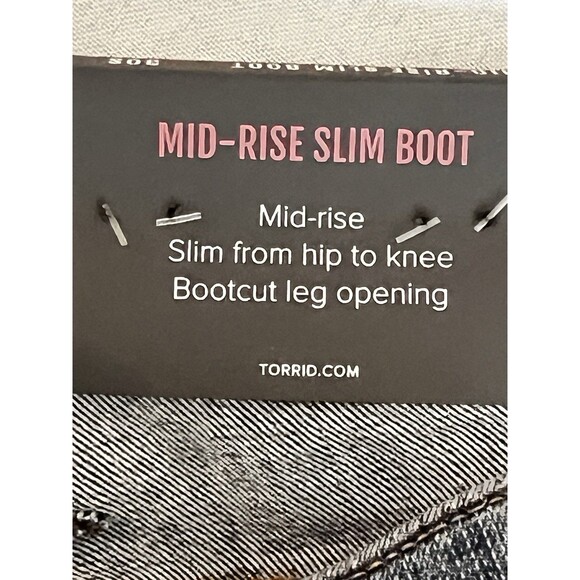 MID-RISE SLIM BOOT
Mid-rise
Slim from hip to knee
Bootcut leg opening
TORRID.COM